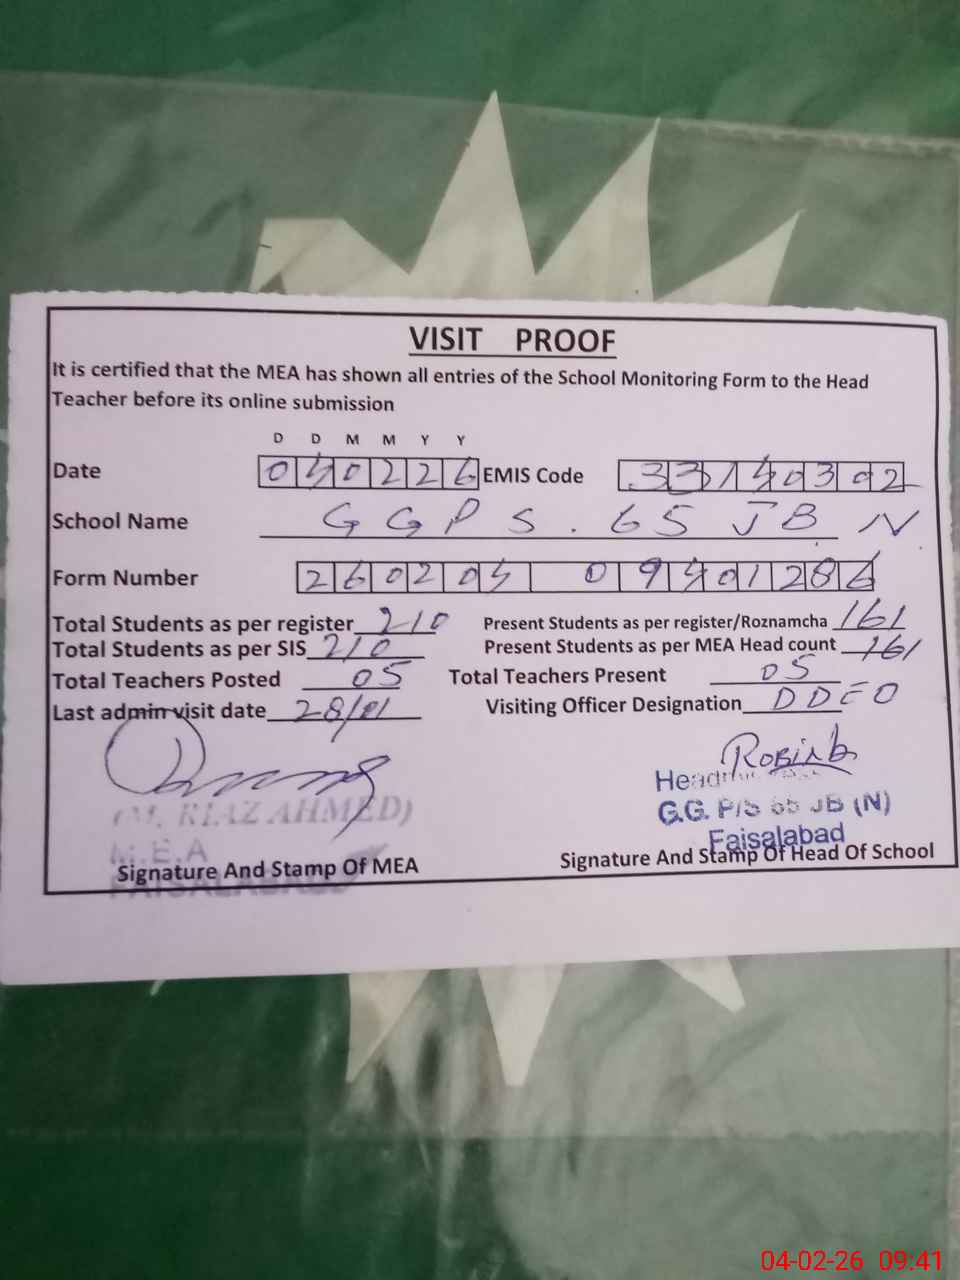 VISIT PROOF
It is certified that the MEA has shown all entries of the School Monitoring Form to the Head
Teacher before its online submission
D D M M Y Y
Date 040226 EMIS Code 33140302
School Name GGPS. 65 JB N
Form Number 260204 09401286
Total Students as per register 210 Present Students as per register/Roznamcha 161
Total Students as per SIS 210 Present Students as per MEA Head count 161
Total Teachers Posted 05 Total Teachers Present 05
Last admin visit date 28/01 Visiting Officer Designation DDEO
(M. RIAZ AHMED)
M.E.A
G.G. P/S 65 JB (N)
Faisalabad
Signature And Stamp Of MEA Signature And Stamp Of Head Of School
04-02-26 09:41